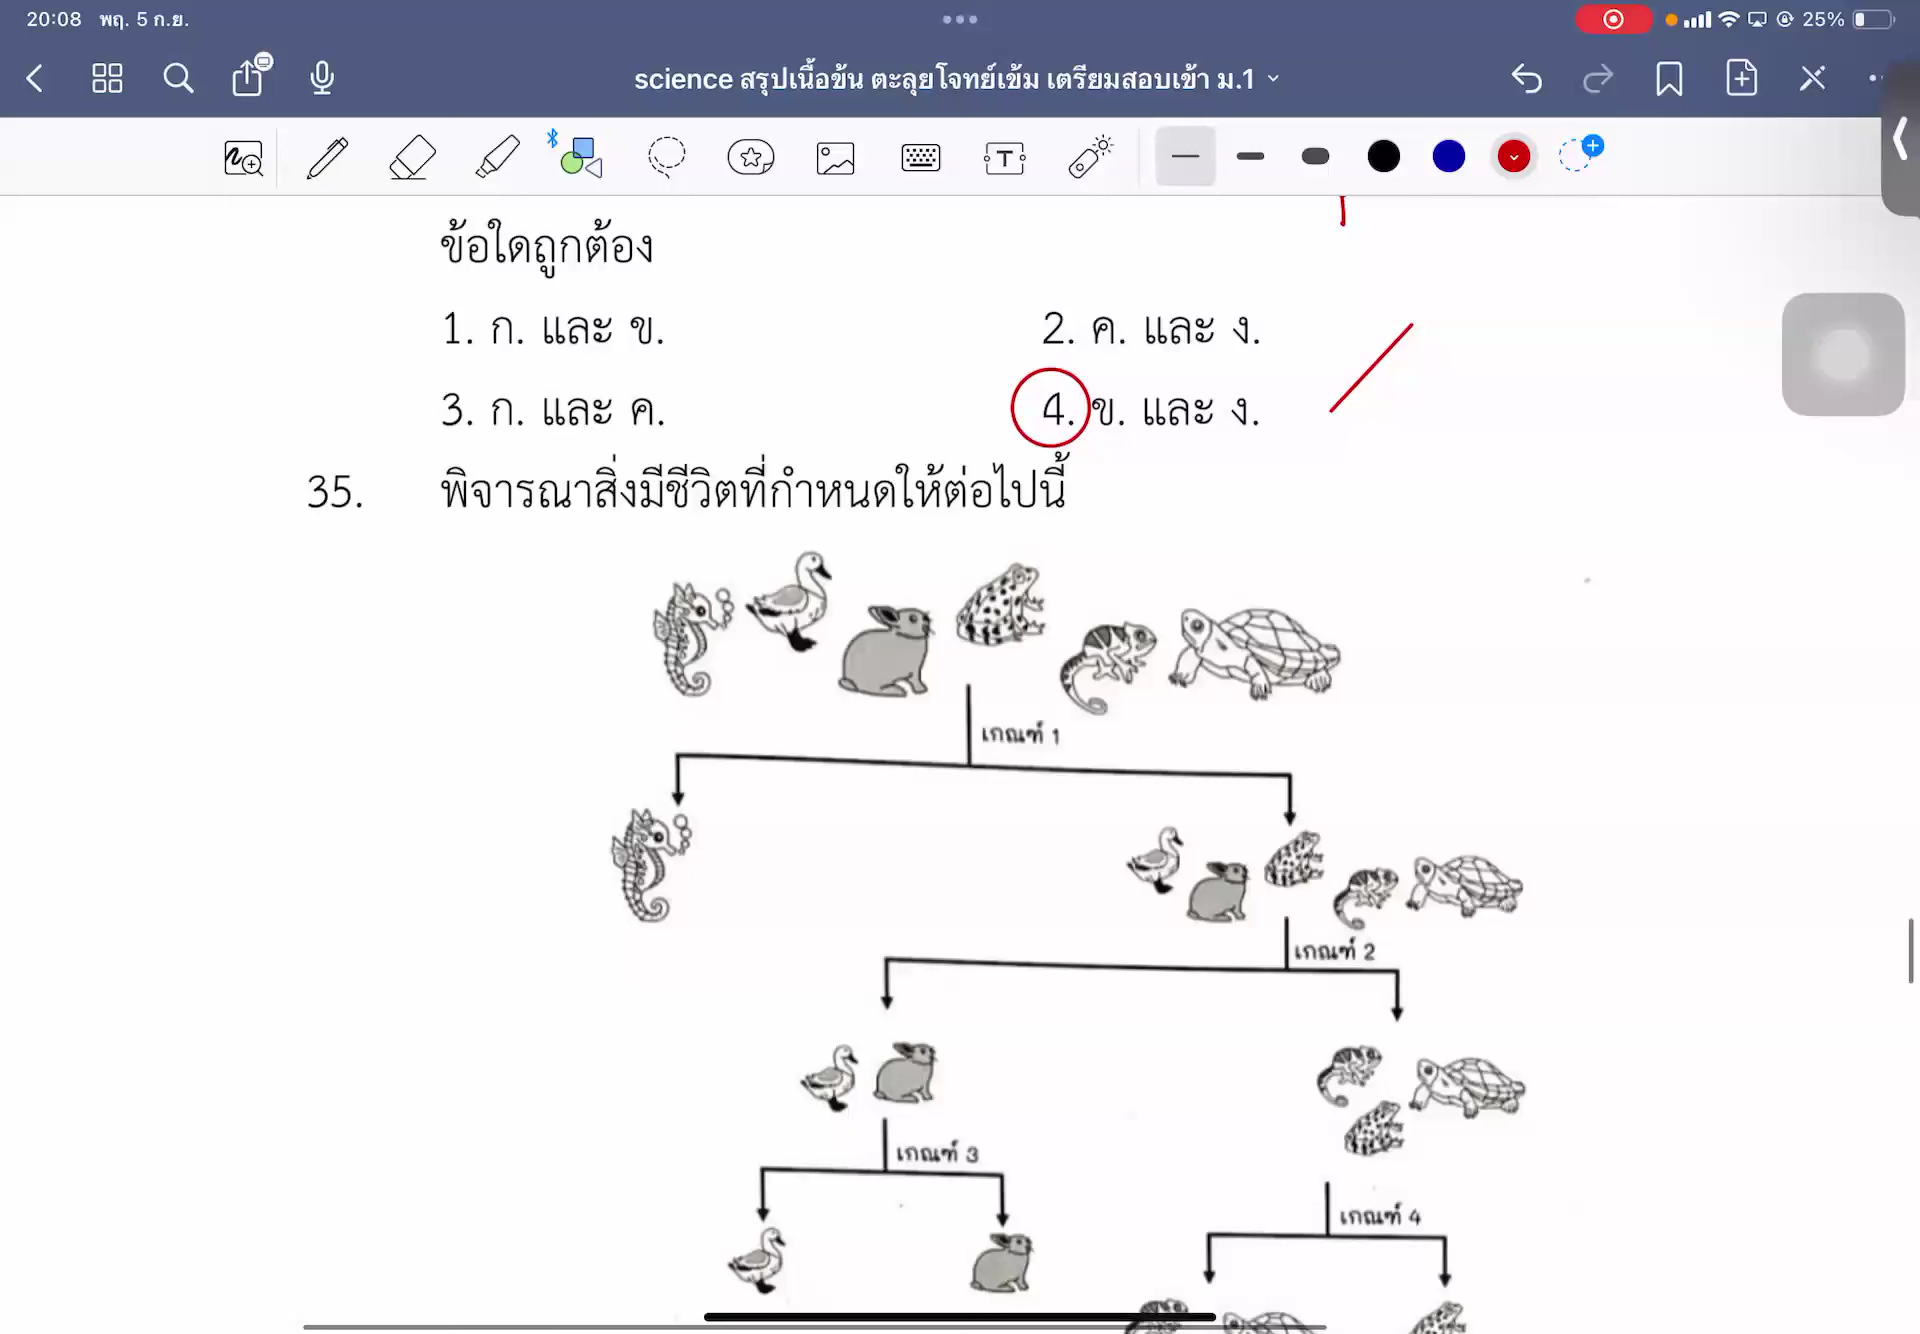 20:08 พฤ. 5 ก.ย.
25%
science สรุปเนื้อข้น ตะลุยโจทย์เข้ม เตรียมสอบเข้า ม.1
ข้อใดถูกต้อง
1. ก. และ ข.
2. ค. และ ง.
3. ก. และ ค.
4. ข. และ ง.
35. พิจารณาสิ่งมีชีวิตที่กำหนดให้ต่อไปนี้
เกณฑ์ 1
เกณฑ์ 2
เกณฑ์ 3
เกณฑ์ 4